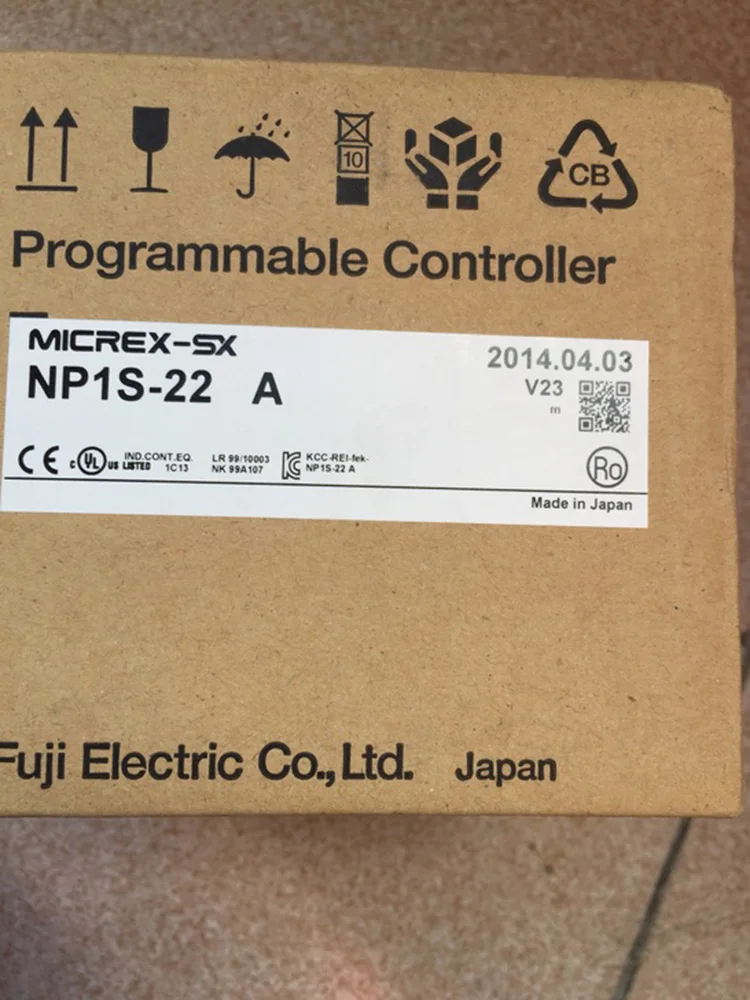 10
CB
Programmable Controller
MICREX-SX
NP1S-22 A
2014.04.03
V23
m
CE
C UL US LISTED
IND.CONT.EQ.
1C13
LR 99/10003
NK 99A107
KCC-REI-fek-
NP1S-22 A
Ro
Made in Japan
Fuji Electric Co.,Ltd. Japan